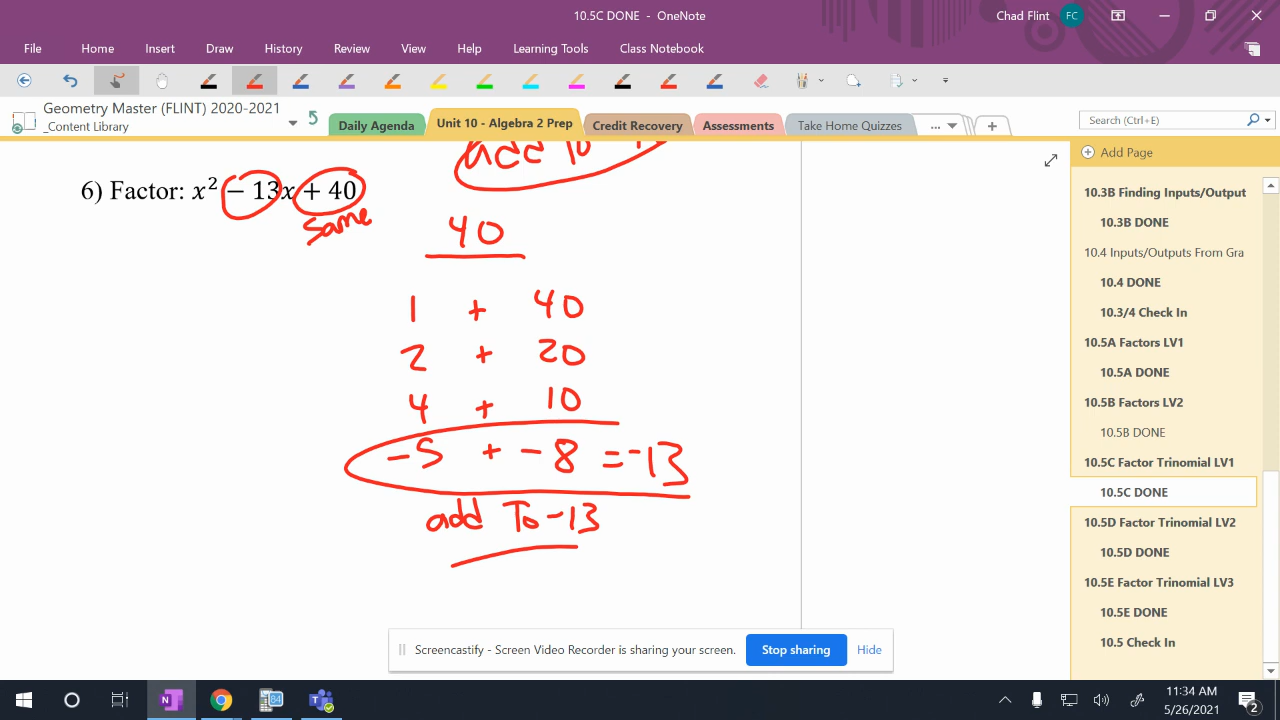 10.5C DONE - OneNote
Chad Flint FC
File Home Insert Draw History Review View Help Learning Tools Class Notebook
Geometry Master (FLINT) 2020-2021
_Content Library
Daily Agenda Unit 10 - Algebra 2 Prep Credit Recovery Assessments Take Home Quizzes ... +
Search (Ctrl+E)
Add Page
10.3B Finding Inputs/Output
10.3B DONE
10.4 Inputs/Outputs From Gra
10.4 DONE
10.3/4 Check In
10.5A Factors LV1
10.5A DONE
10.5B Factors LV2
10.5B DONE
10.5C Factor Trinomial LV1
10.5C DONE
10.5D Factor Trinomial LV2
10.5D DONE
10.5E Factor Trinomial LV3
10.5E DONE
10.5 Check In
add To
6) Factor: x² − 13x + 40
Same
40
1 + 40
2 + 20
4 + 10
-5 + -8 = -13
add To -13
Screencastify - Screen Video Recorder is sharing your screen. Stop sharing Hide
11:34 AM
5/26/2021
2